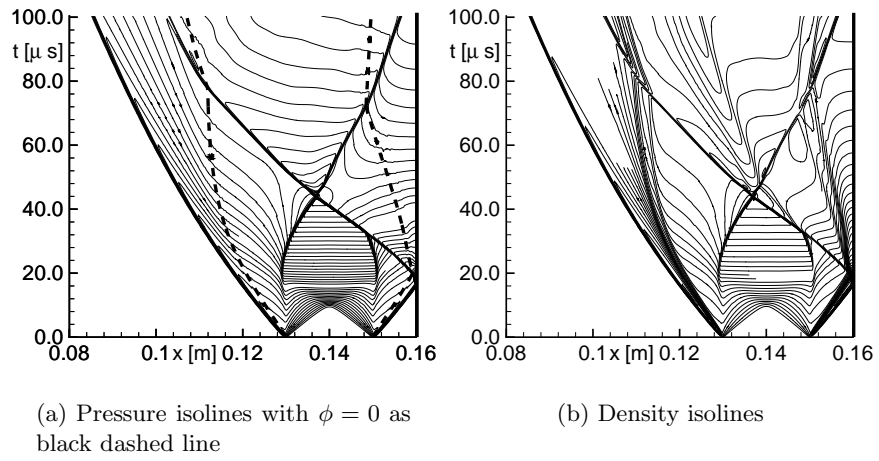 100.0
t [μ s]
80.0
60.0
40.0
20.0
0.0
0.08
0.1 x [m] 0.12
0.14
0.16
100.0
t [μ s]
80.0
60.0
40.0
20.0
0.0
0.08
0.1 x [m] 0.12
0.14
0.16
(a) Pressure isolines with ϕ = 0 as
black dashed line
(b) Density isolines